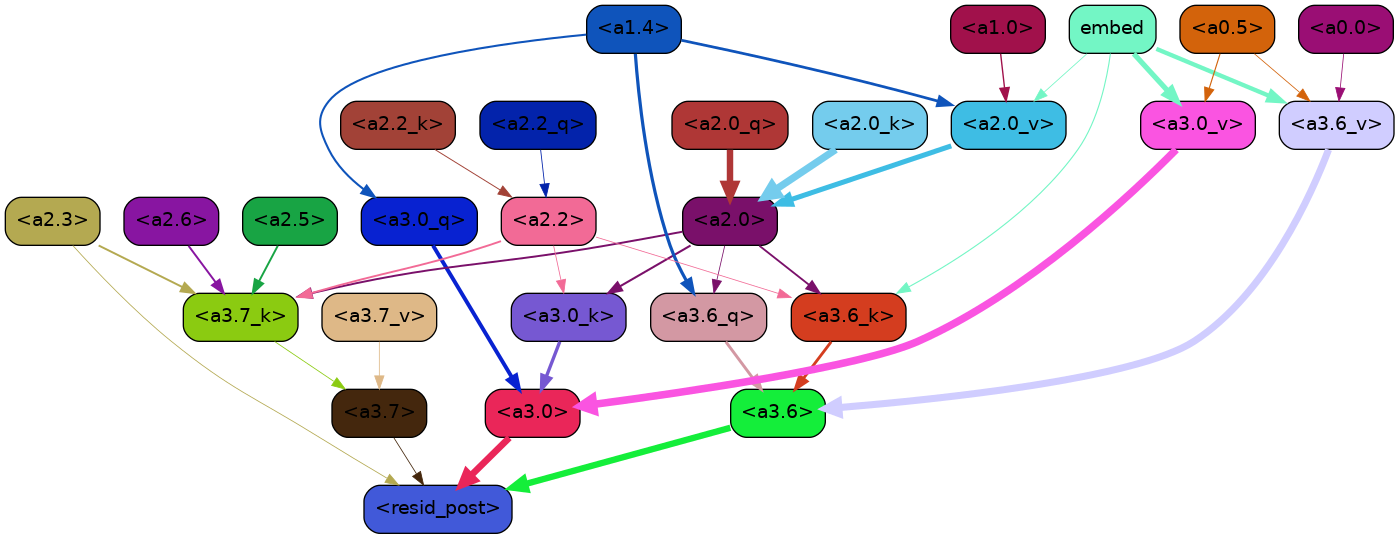 <a1.4>
<a1.0>
embed
<a0.5>
<a0.0>
<a2.2_k>
<a2.2_q>
<a2.0_q>
<a2.0_k>
<a2.0_v>
<a3.0_v>
<a3.6_v>
<a2.3>
<a2.6>
<a2.5>
<a3.0_q>
<a2.2>
<a2.0>
<a3.7_k>
<a3.7_v>
<a3.0_k>
<a3.6_q>
<a3.6_k>
<a3.7>
<a3.0>
<a3.6>
<resid_post>